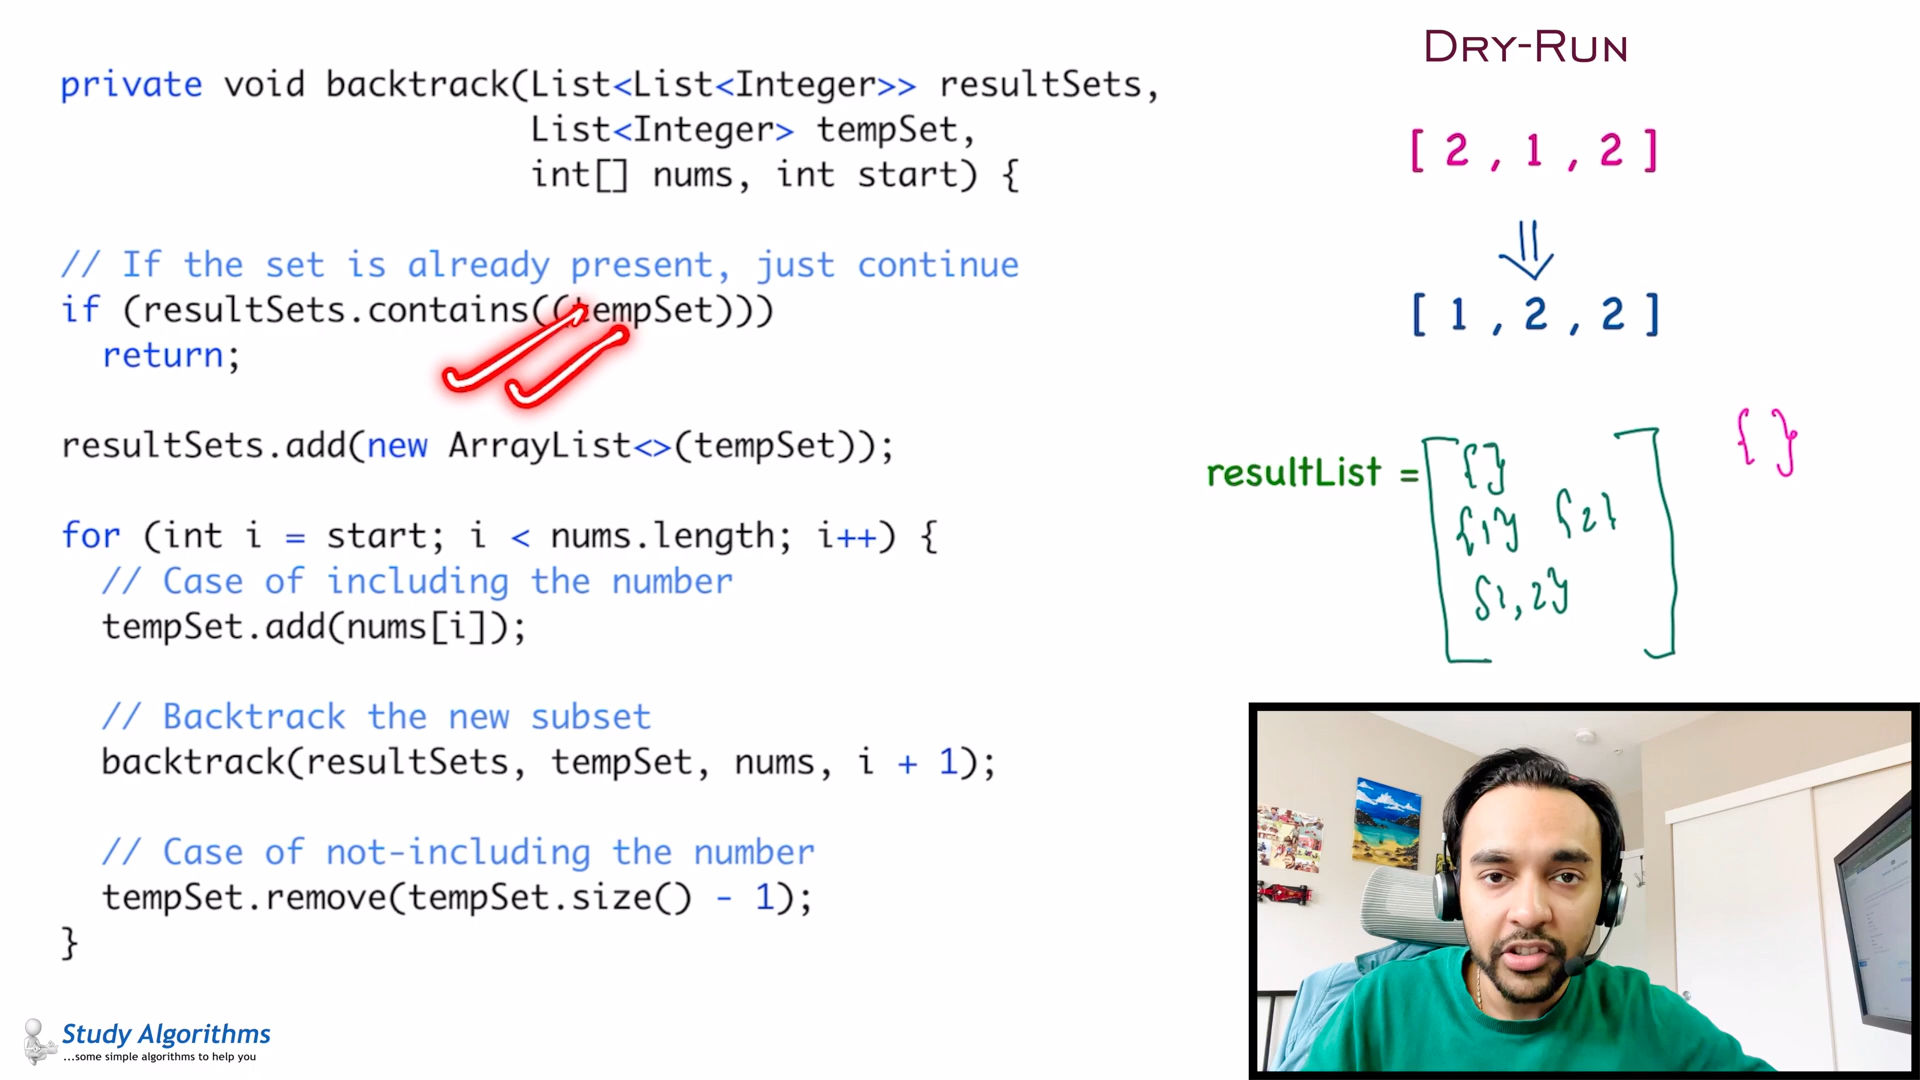 private void backtrack(List<List<Integer>> resultSets,
List<Integer> tempSet,
int[] nums, int start) {
// If the set is already present, just continue
if (resultSets.contains((tempSet)))
return;
resultSets.add(new ArrayList<>(tempSet));
for (int i = start; i < nums.length; i++) {
// Case of including the number
tempSet.add(nums[i]);
// Backtrack the new subset
backtrack(resultSets, tempSet, nums, i + 1);
// Case of not-including the number
tempSet.remove(tempSet.size() - 1);
}
Study Algorithms
...some simple algorithms to help you
DRY-RUN
[ 2 , 1 , 2 ]
[ 1 , 2 , 2 ]
resultList =
{}
{1} {2}
{1,2}
{}